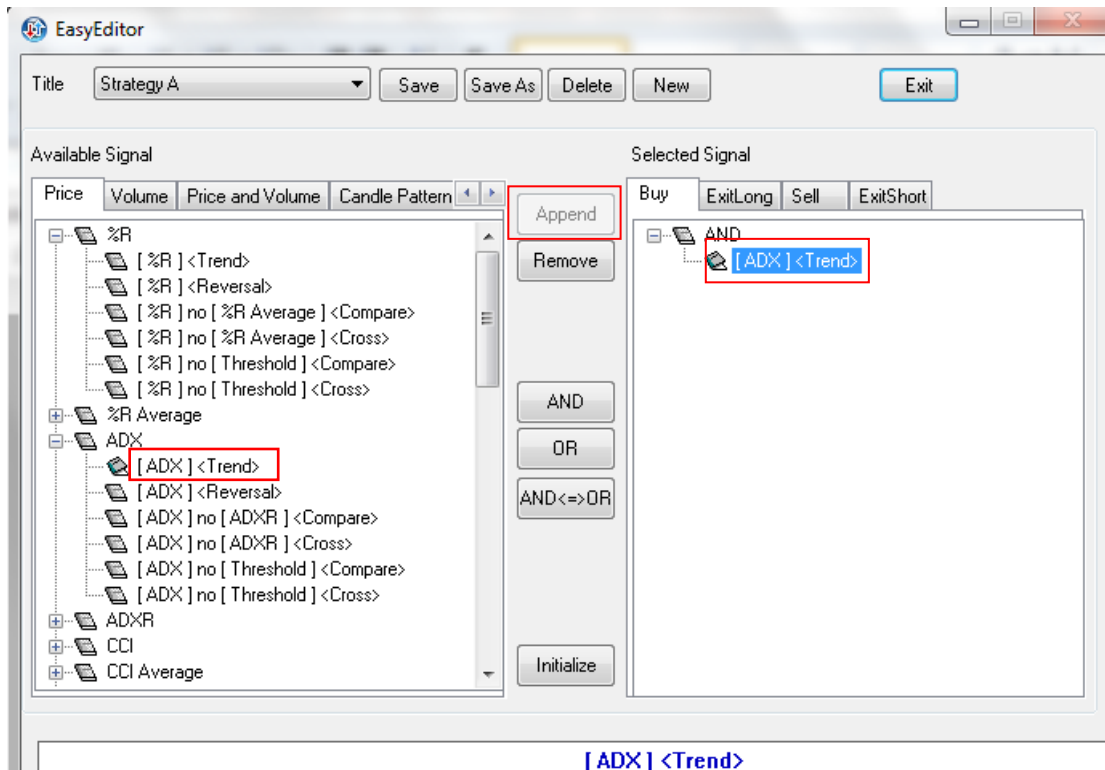 EasyEditor
Title Strategy A Save Save As Delete New Exit
Available Signal
Selected Signal
Price Volume Price and Volume Candle Pattern
Buy ExitLong Sell ExitShort
%R
[ %R ] <Trend>
[ %R ] <Reversal>
[ %R ] no [ %R Average ] <Compare>
[ %R ] no [ %R Average ] <Cross>
[ %R ] no [ Threshold ] <Compare>
[ %R ] no [ Threshold ] <Cross>
%R Average
ADX
[ ADX ] <Trend>
[ ADX ] <Reversal>
[ ADX ] no [ ADXR ] <Compare>
[ ADX ] no [ ADXR ] <Cross>
[ ADX ] no [ Threshold ] <Compare>
[ ADX ] no [ Threshold ] <Cross>
ADXR
CCI
CCI Average
Append
Remove
AND
OR
AND<=>OR
Initialize
AND
[ ADX ] <Trend>
[ ADX ] <Trend>